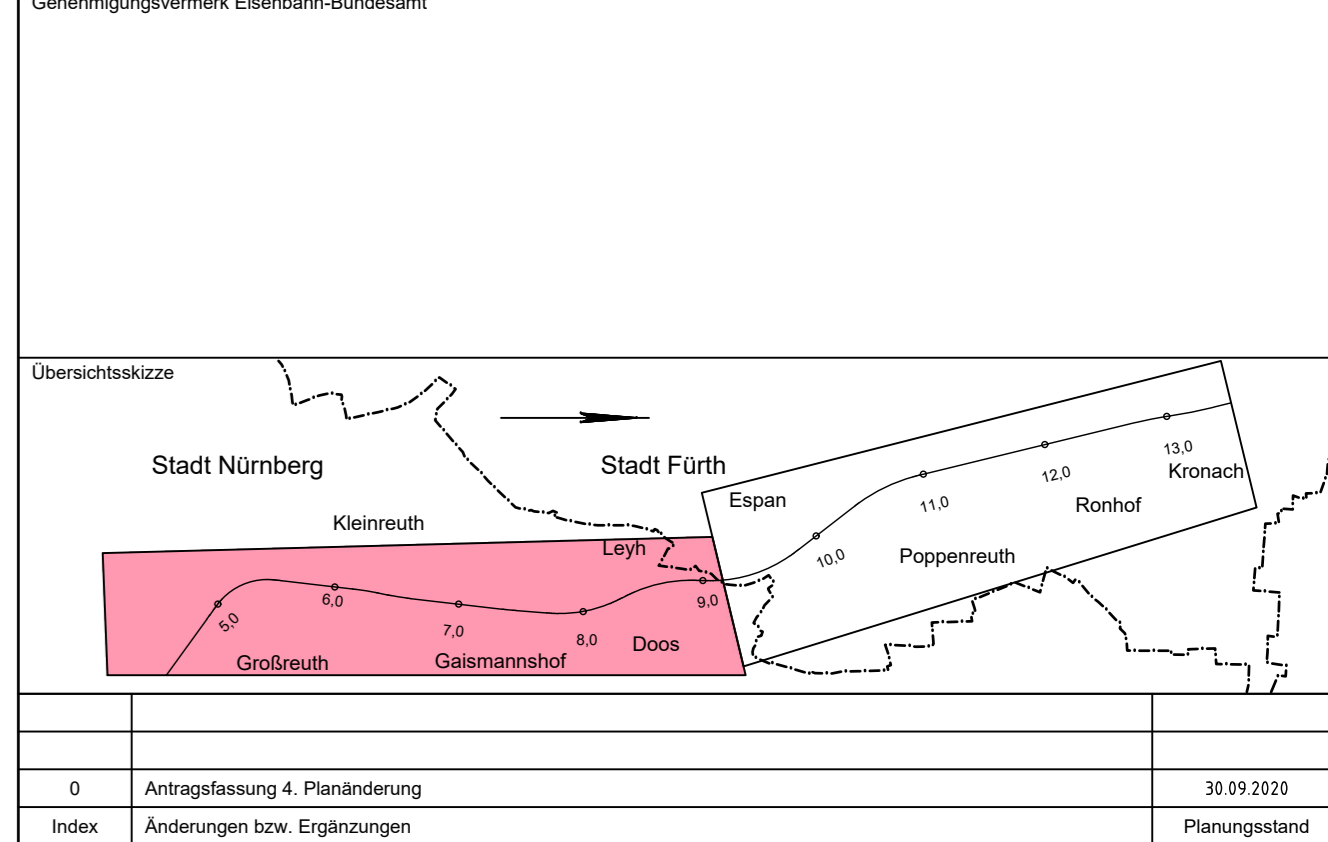 Genehmigungsvermerk Eisenbahn-Bundesamt
Übersichtsskizze
Stadt Nürnberg
Stadt Fürth
Kleinreuth
Leyh
Espan
13,0
Kronach
12,0
Ronhof
11,0
Poppenreuth
10,0
9,0
5,0
6,0
7,0
8,0
Großreuth
Gaismannshof
Doos
0 Antragsfassung 4. Planänderung 30.09.2020
Index Änderungen bzw. Ergänzungen Planungsstand